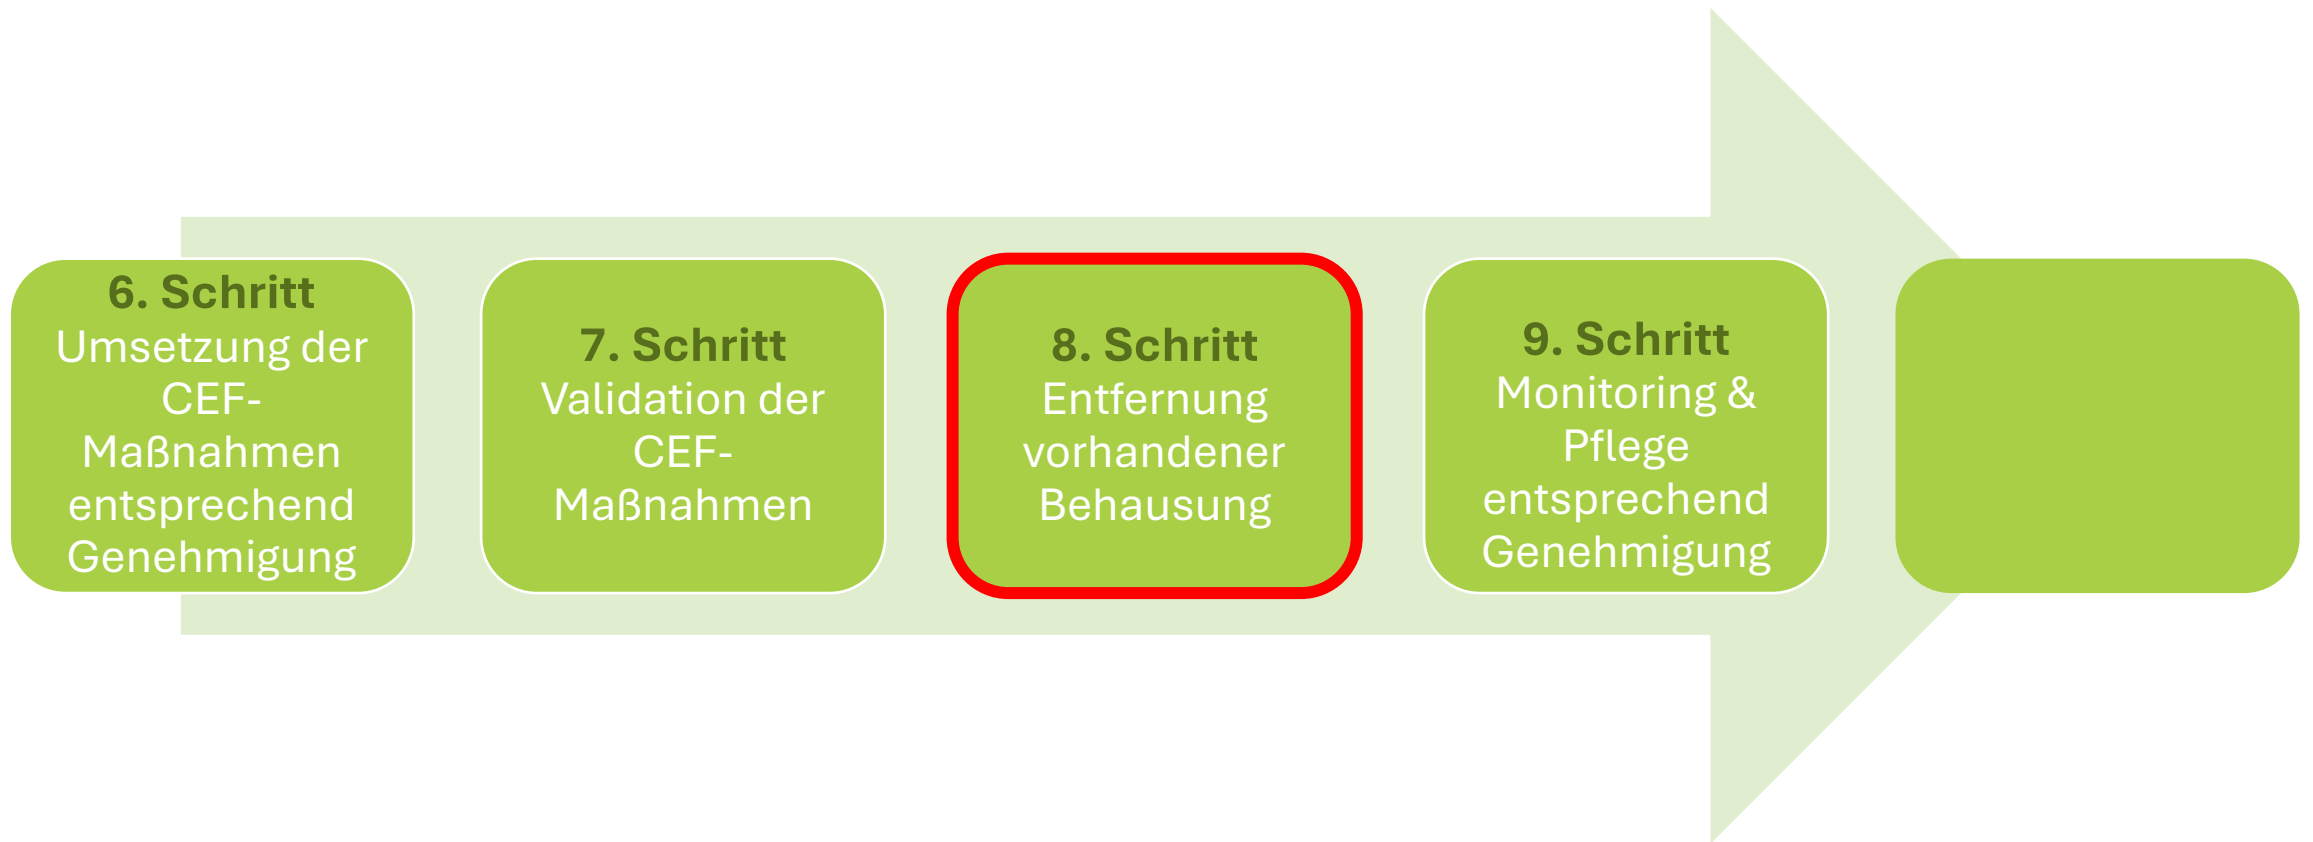 6. Schritt
Umsetzung der
CEF-
Maßnahmen
entsprechend
Genehmigung
7. Schritt
Validation der
CEF-
Maßnahmen
8. Schritt
Entfernung
vorhandener
Behausung
9. Schritt
Monitoring &
Pflege
entsprechend
Genehmigung